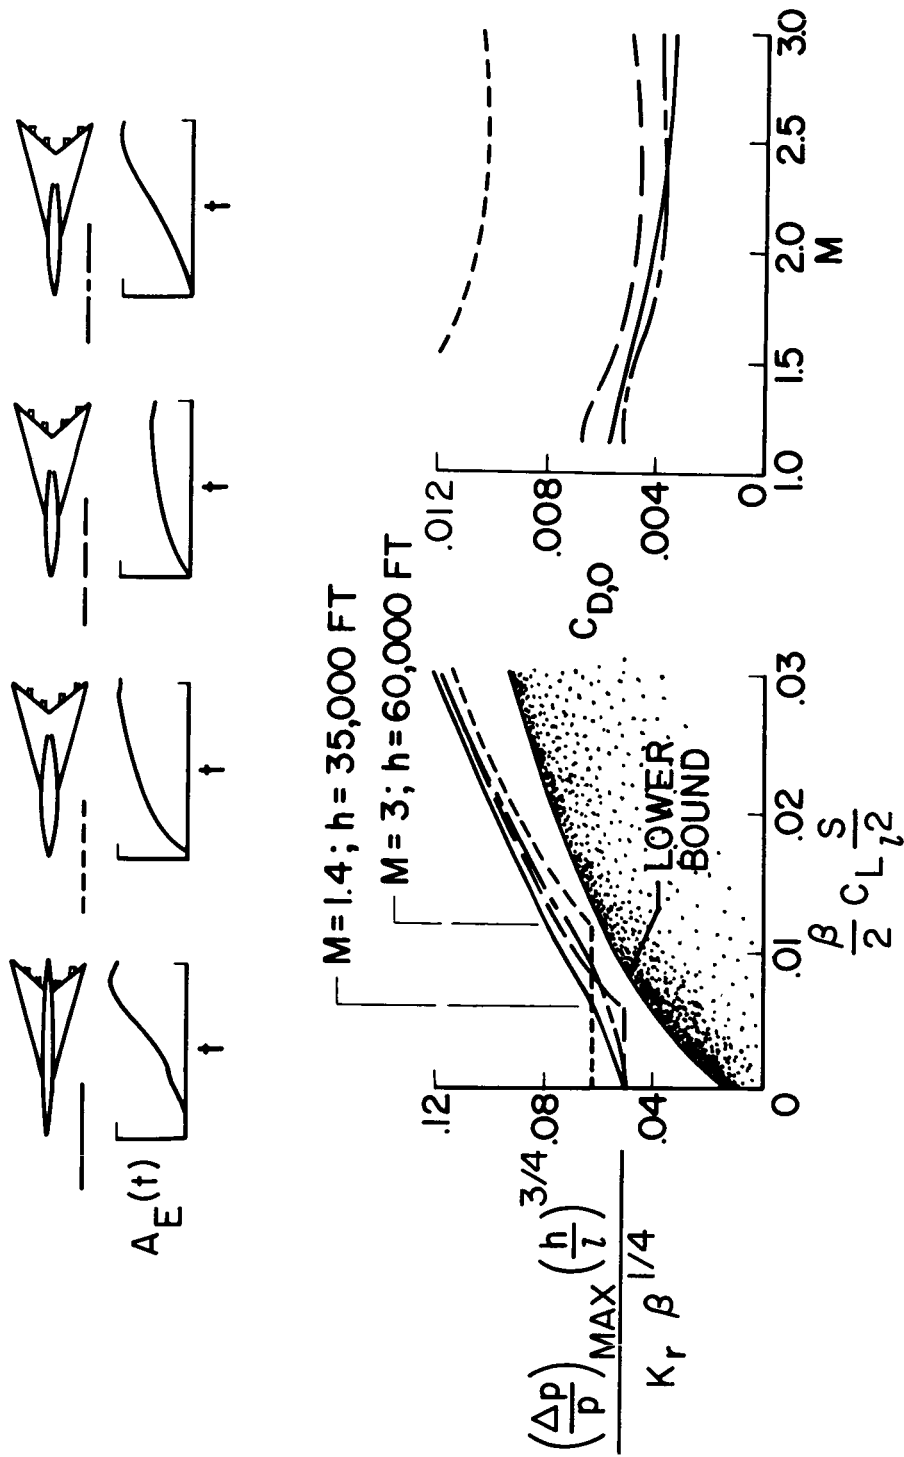 A_E(t)
t
t
t
t
M = 1.4 ; h = 35,000 FT
M = 3 ; h = 60,000 FT
(Δp/p)_MAX (h/l)^3/4
K_r β^1/4
.12
.08
.04
0
.01
.02
.03
LOWER
BOUND
β/2 C_L S/l^2
C_D,O
.012
.008
.004
0
1.0
1.5
2.0
2.5
3.0
M